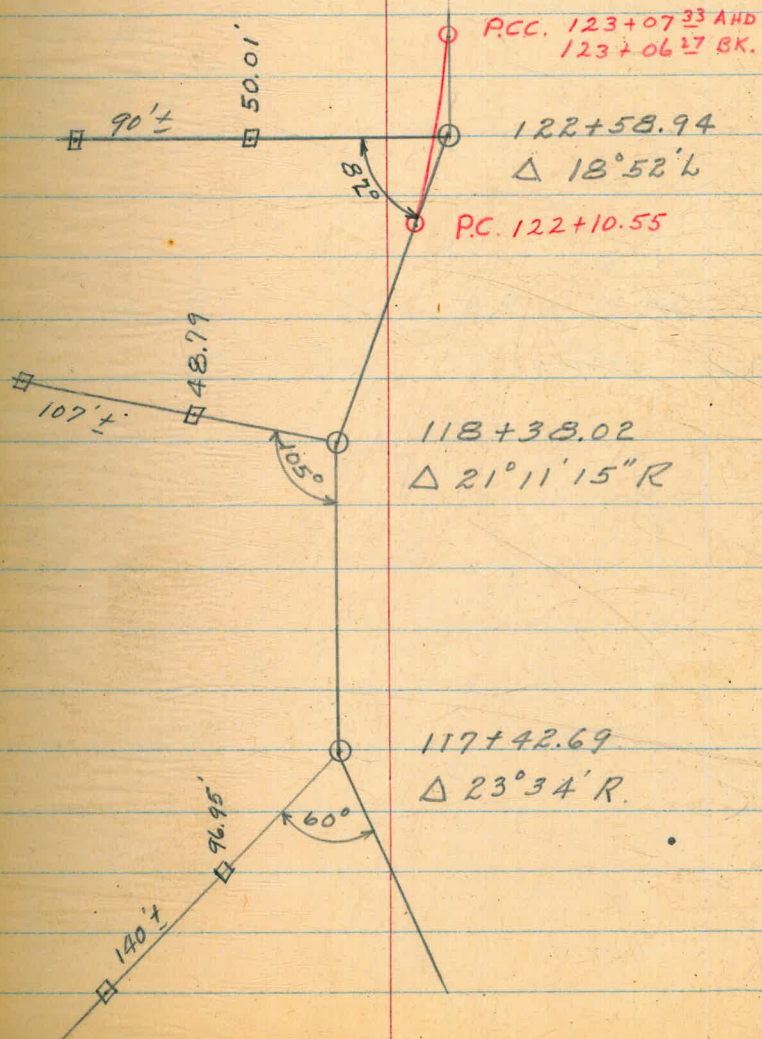 P.CC. 123+07 33 AHD
123+06 27 BK.
90'±
50.01'
122+58.94
△ 18°52'L
82°
P.C. 122+10.55
48.79
107'±
118+38.02
△ 21°11'15"R
105°
117+42.69
△ 23°34'R.
60°
96.95'
140'±